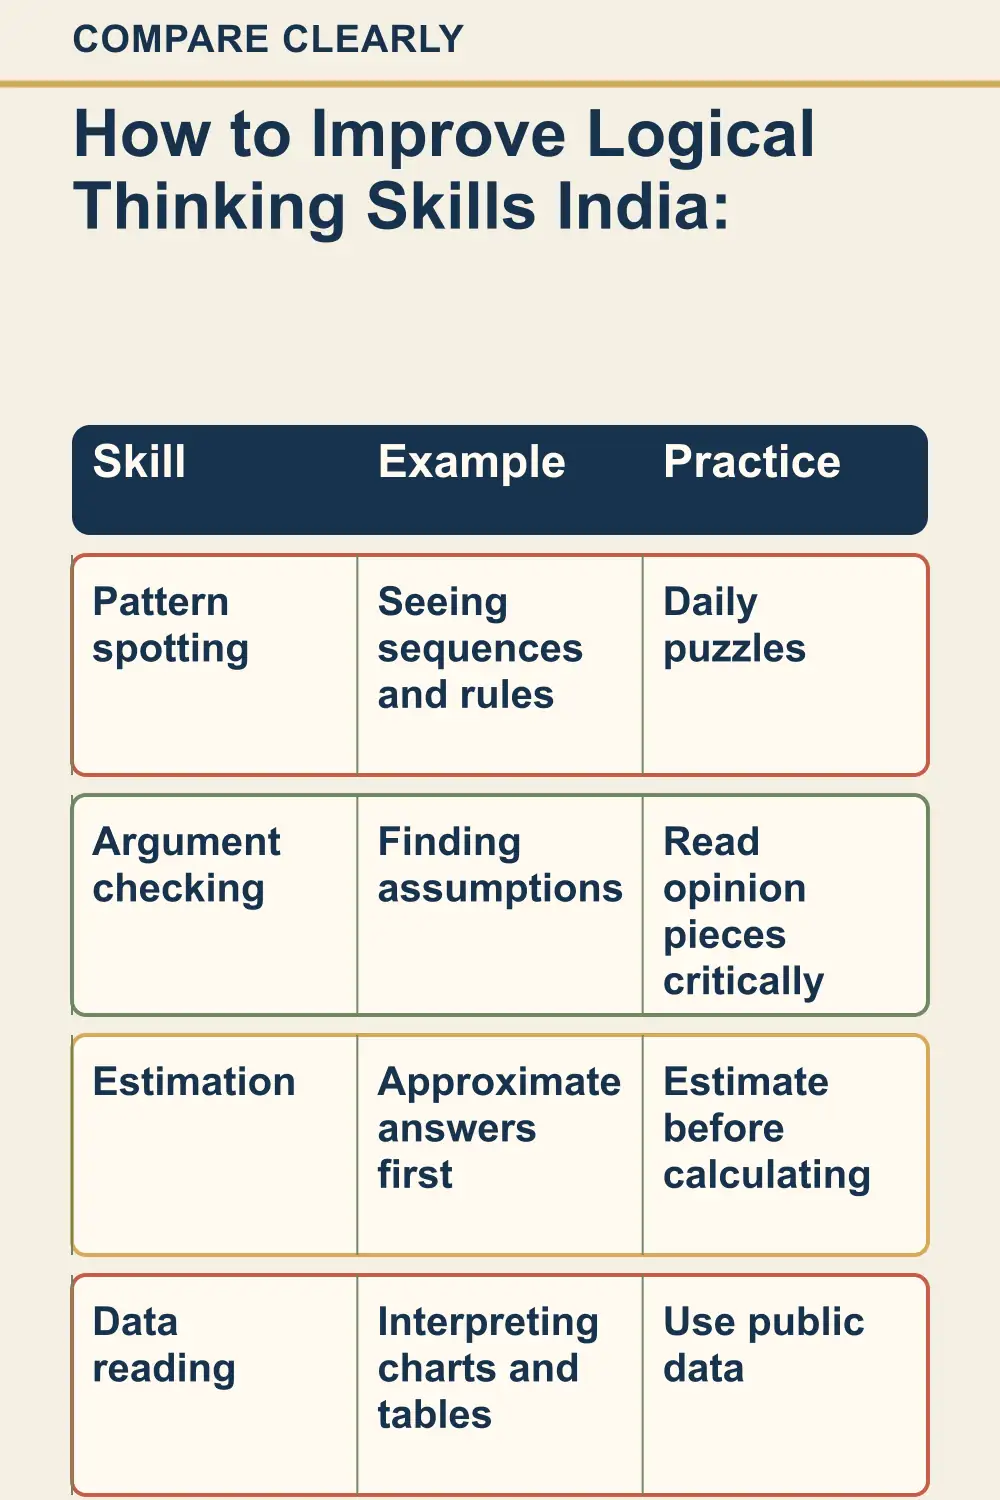 COMPARE CLEARLY
How to Improve Logical
Thinking Skills India:
Skill
Example
Practice
Pattern
spotting
Seeing
sequences
and rules
Daily
puzzles
Argument
checking
Finding
assumptions
Read
opinion
pieces
critically
Estimation
Approximate
answers
first
Estimate
before
calculating
Data
reading
Interpreting
charts and
tables
Use public
data